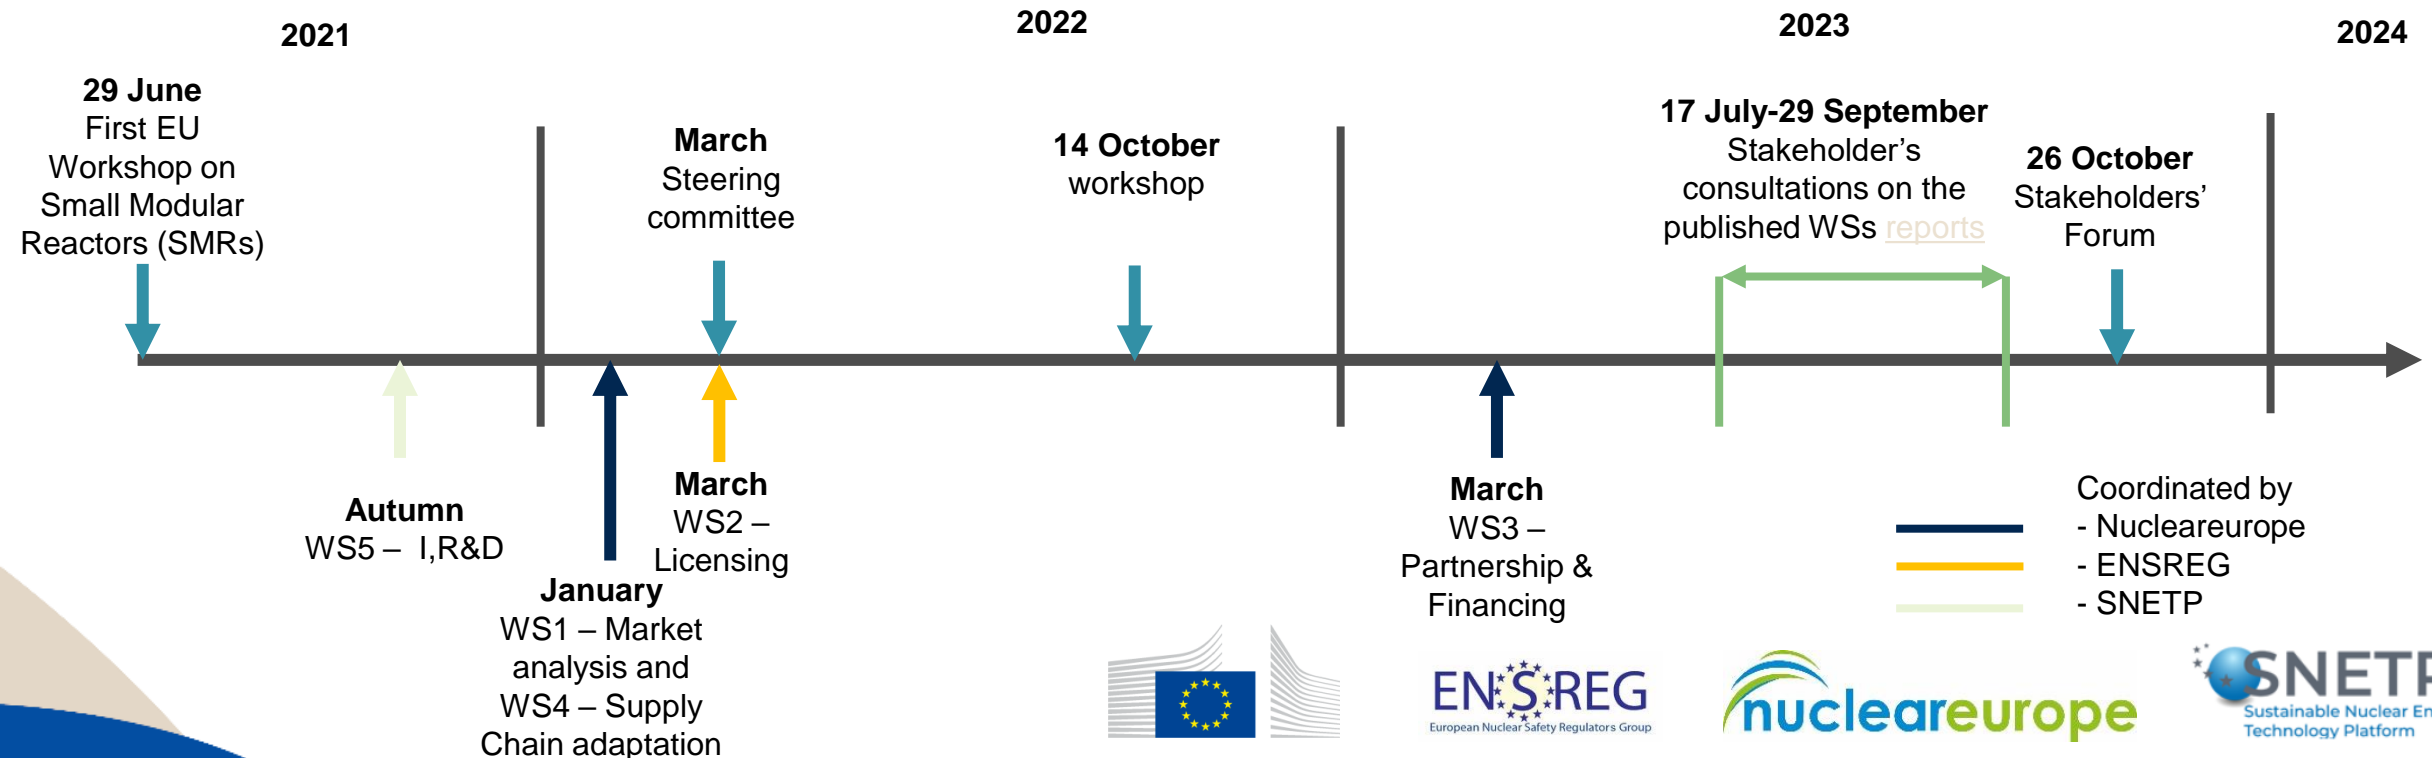 2021
2022
2023
2024
29 June
First EU
Workshop on
Small Modular
Reactors (SMRs)
March
Steering
committee
14 October
workshop
17 July-29 September
Stakeholder’s
consultations on the
published WSs reports
26 October
Stakeholders’
Forum
Autumn
WS5 – I,R&D
January
WS1 – Market
analysis and
WS4 – Supply
Chain adaptation
March
WS2 –
Licensing
March
WS3 –
Partnership &
Financing
Coordinated by
- Nucleareurope
- ENSREG
- SNETP
ENSREG
European Nuclear Safety Regulators Group
nucleareurope
SNETP
Sustainable Nuclear En
Technology Platform